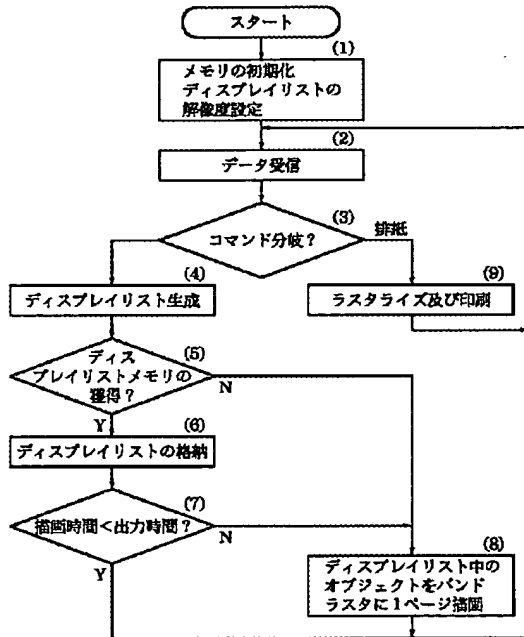 スタート
(1)
メモリの初期化
ディスプレイリストの
解像度設定
(2)
データ受信
(3)
コマンド分岐？
排紙
(4)
ディスプレイリスト生成
(9)
ラスタライズ及び印刷
(5)
ディス
プレイリストメモリの
獲得？
N
Y
(6)
ディスプレイリストの格納
(7)
描画時間＜出力時間？
N
Y
(8)
ディスプレイリスト中の
オブジェクトをバンド
ラスタに１ページ描画